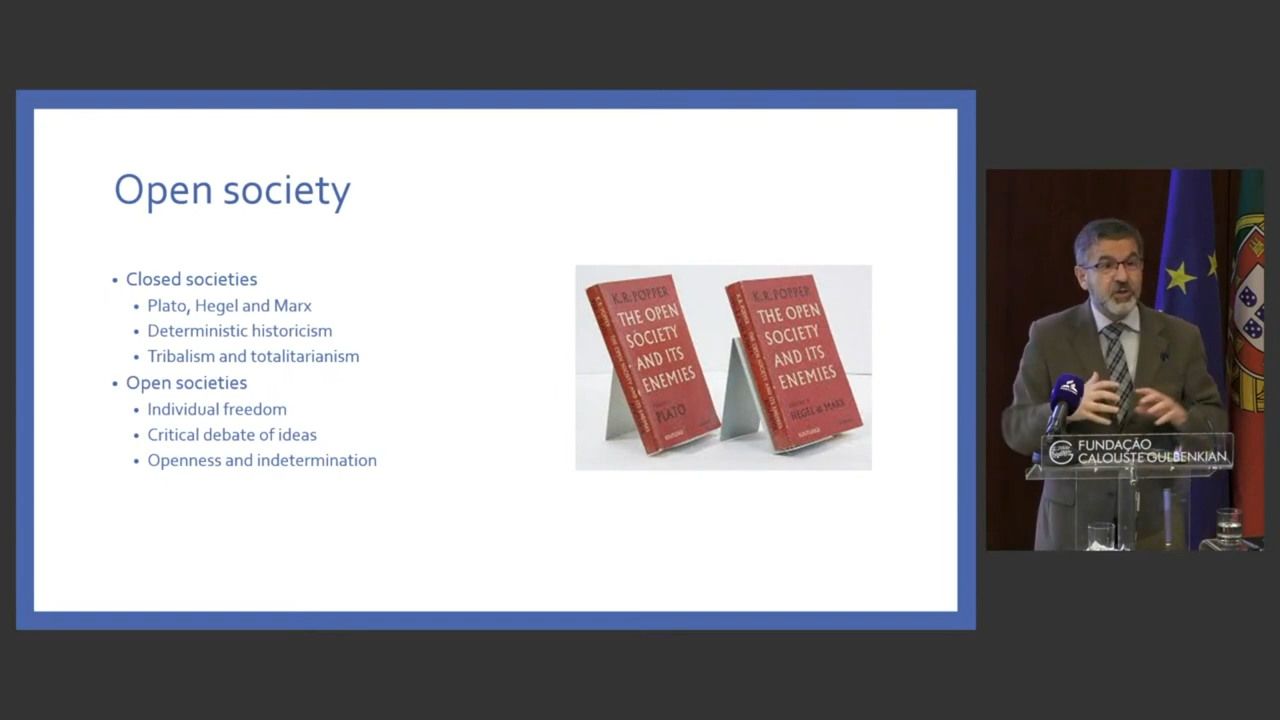 Open society
• Closed societies
• Plato, Hegel and Marx
• Deterministic historicism
• Tribalism and totalitarianism
• Open societies
• Individual freedom
• Critical debate of ideas
• Openness and indetermination
K.R. POPPER
THE OPEN
SOCIETY
AND ITS
ENEMIES
PLATO
K.R. POPPER
THE OPEN
SOCIETY
AND ITS
ENEMIES
HEGEL & MARX
FUNDAÇÃO
CALOUSTE GULBENKIAN